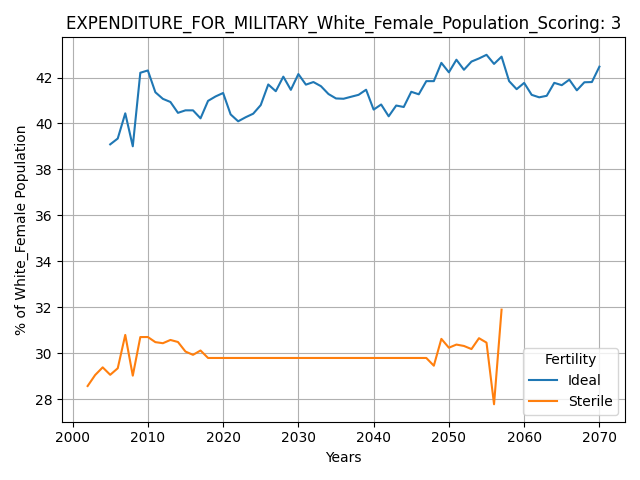 EXPENDITURE_FOR_MILITARY_White_Female_Population_Scoring: 3
% of White_Female Population
42
40
38
36
34
32
30
28
Fertility
Ideal
Sterile
2000 2010 2020 2030 2040 2050 2060 2070
Years